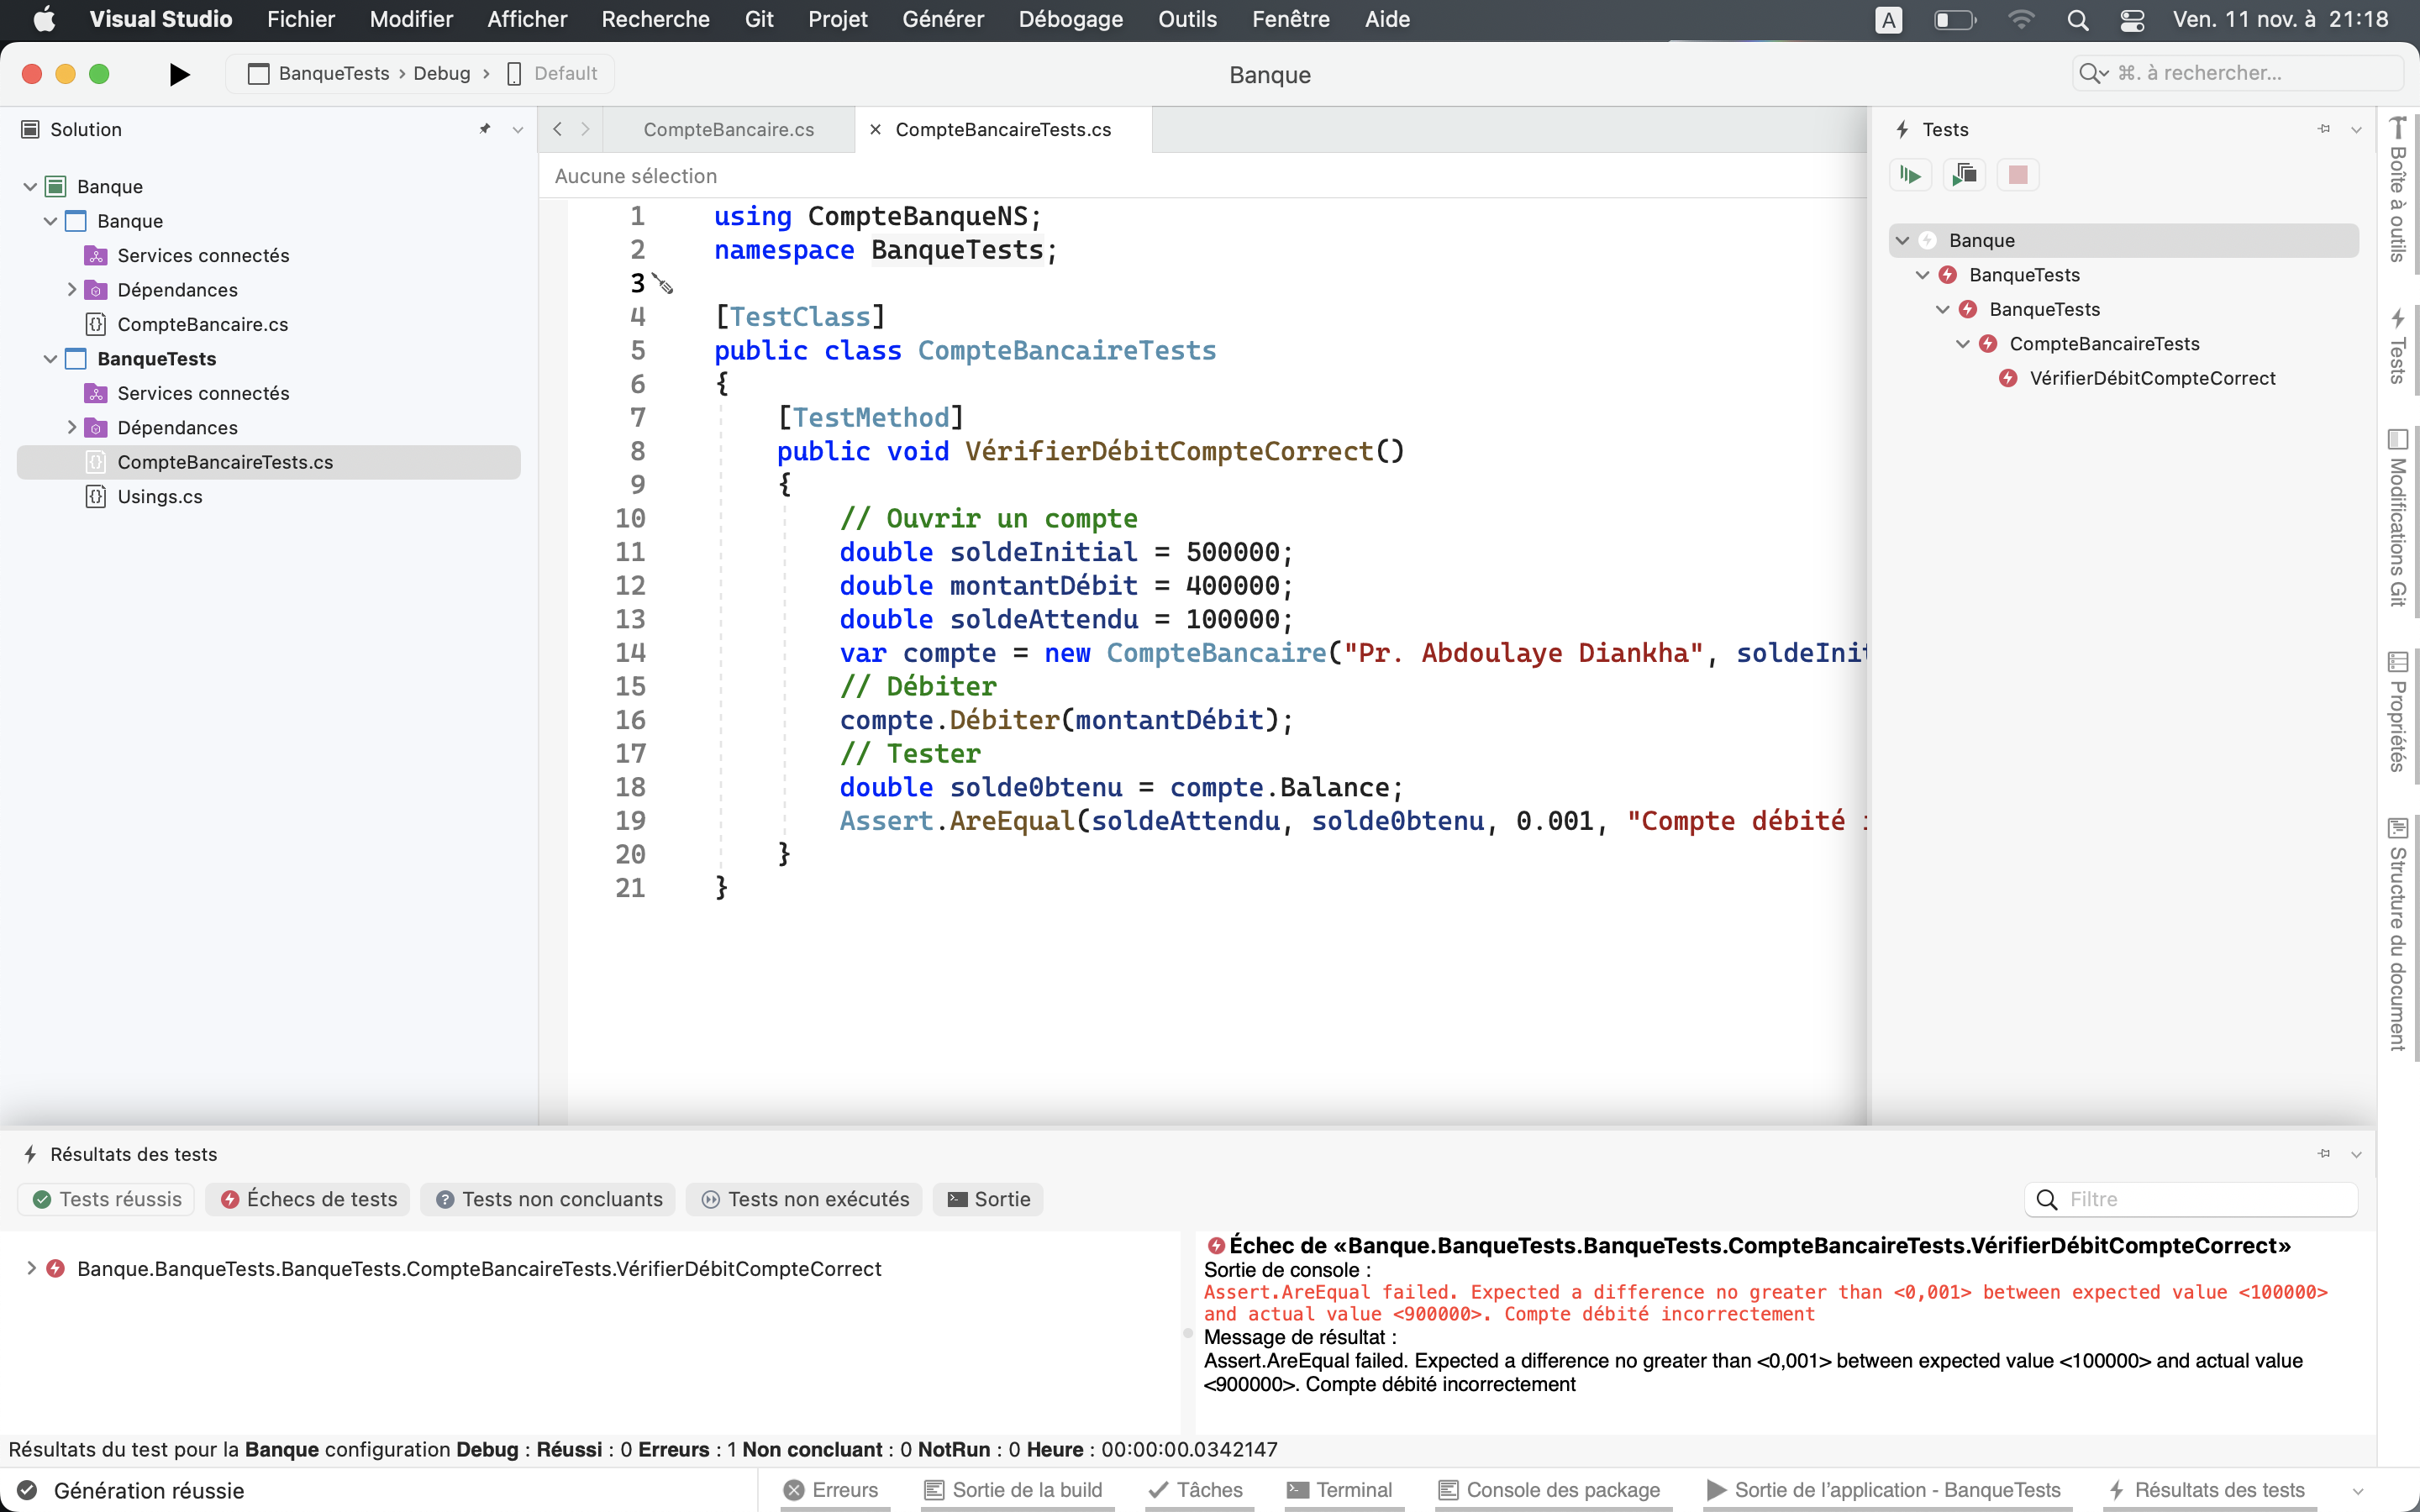 Visual Studio Fichier Modifier Afficher Recherche Git Projet Générer Débogage Outils Fenêtre Aide A Ven. 11 nov. à 21:18
BanqueTests › Debug › Default
Banque
⌘. à rechercher...
Solution
Banque
Banque
Services connectés
Dépendances
CompteBancaire.cs
BanqueTests
Services connectés
Dépendances
CompteBancaireTests.cs
Usings.cs
CompteBancaire.cs
CompteBancaireTests.cs
Aucune sélection
1 using CompteBanqueNS;
2 namespace BanqueTests;
3
4 [TestClass]
5 public class CompteBancaireTests
6 {
7 [TestMethod]
8 public void VérifierDébitCompteCorrect()
9 {
10 // Ouvrir un compte
11 double soldeInitial = 500000;
12 double montantDébit = 400000;
13 double soldeAttendu = 100000;
14 var compte = new CompteBancaire("Pr. Abdoulaye Diankha", soldeInit
15 // Débiter
16 compte.Débiter(montantDébit);
17 // Tester
18 double solde0btenu = compte.Balance;
19 Assert.AreEqual(soldeAttendu, solde0btenu, 0.001, "Compte débité
20 }
21 }
Tests
Banque
BanqueTests
BanqueTests
CompteBancaireTests
VérifierDébitCompteCorrect
Boîte à outils
Tests
Modifications Git
Propriétés
Structure du document
Résultats des tests
Tests réussis Échecs de tests Tests non concluants Tests non exécutés Sortie
Filtre
Banque.BanqueTests.BanqueTests.CompteBancaireTests.VérifierDébitCompteCorrect
Échec de «Banque.BanqueTests.BanqueTests.CompteBancaireTests.VérifierDébitCompteCorrect»
Sortie de console :
Assert.AreEqual failed. Expected a difference no greater than <0,001> between expected value <100000>
and actual value <900000>. Compte débité incorrectement
Message de résultat :
Assert.AreEqual failed. Expected a difference no greater than <0,001> between expected value <100000> and actual value
<900000>. Compte débité incorrectement
Résultats du test pour la Banque configuration Debug : Réussi : 0 Erreurs : 1 Non concluant : 0 NotRun : 0 Heure : 00:00:00.0342147
Génération réussie
Erreurs Sortie de la build Tâches Terminal Console des package Sortie de l'application - BanqueTests Résultats des tests